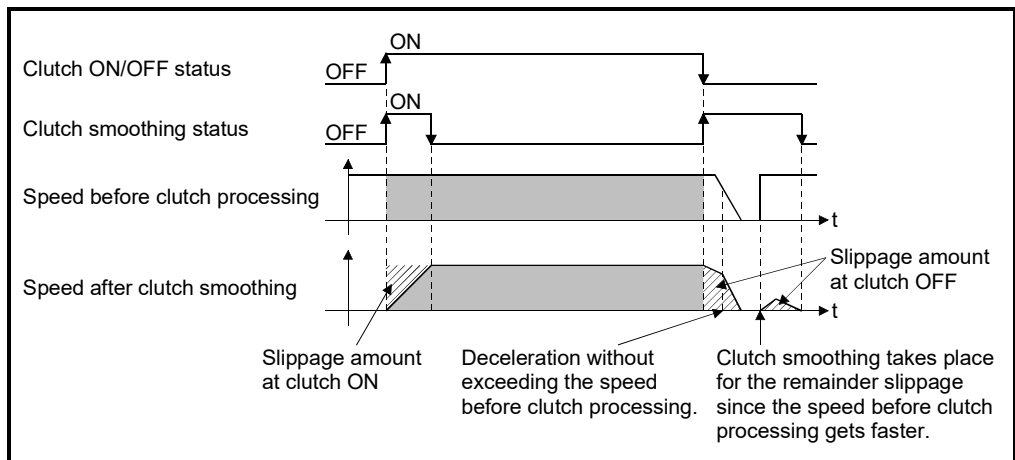 ON
Clutch ON/OFF status
OFF
ON
Clutch smoothing status
OFF
Speed before clutch processing
t
Slippage amount
at clutch OFF
Speed after clutch smoothing
t
Slippage amount
at clutch ON
Deceleration without
exceeding the speed
before clutch processing.
Clutch smoothing takes place
for the remainder slippage
since the speed before clutch
processing gets faster.